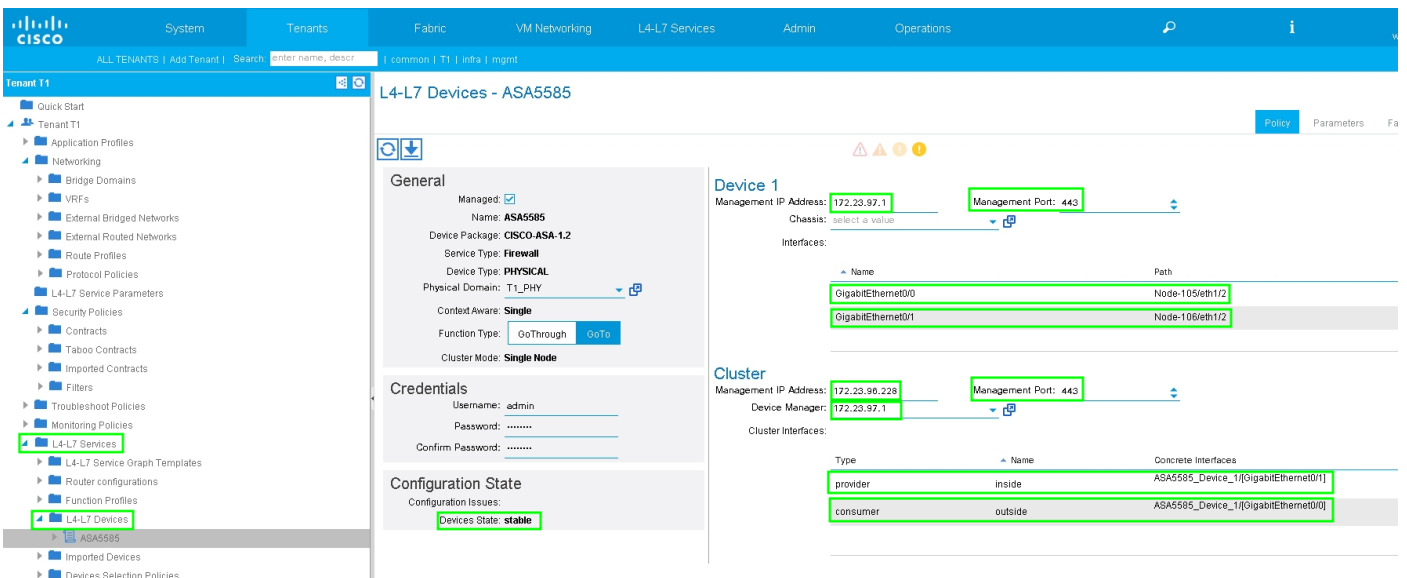 CISCO
System
Tenants
Fabric
VM Networking
L4-L7 Services
Admin
Operations
i
ALL TENANTS | Add Tenant | Search: enter name, descr | common | T1 | infra | mgmt
Tenant T1
Quick Start
Tenant T1
Application Profiles
Networking
Bridge Domains
VRFs
External Bridged Networks
External Routed Networks
Route Profiles
Protocol Policies
L4-L7 Service Parameters
Security Policies
Contracts
Taboo Contracts
Imported Contracts
Filters
Troubleshoot Policies
Monitoring Policies
L4-L7 Services
L4-L7 Service Graph Templates
Router configurations
Function Profiles
L4-L7 Devices
ASA5585
Imported Devices
Devices Selection Policies
L4-L7 Devices - ASA5585
Policy Parameters Fa
General
Managed:
Name: ASA5585
Device Package: CISCO-ASA-1.2
Service Type: Firewall
Device Type: PHYSICAL
Physical Domain: T1_PHY
Context Aware: Single
Function Type: GoThrough GoTo
Cluster Mode: Single Node
Credentials
Username: admin
Password: ········
Confirm Password: ········
Configuration State
Configuration Issues:
Devices State: stable
Device 1
Management IP Address: 172.23.97.1 Management Port: 443
Chassis: select a value
Interfaces:
Name Path
GigabitEthernet0/0 Node-105/eth1/2
GigabitEthernet0/1 Node-106/eth1/2
Cluster
Management IP Address: 172.23.96.228 Management Port: 443
Device Manager: 172.23.97.1
Cluster Interfaces:
Type Name Concrete Interfaces
provider inside ASA5585_Device_1/[GigabitEthernet0/1]
consumer outside ASA5585_Device_1/[GigabitEthernet0/0]